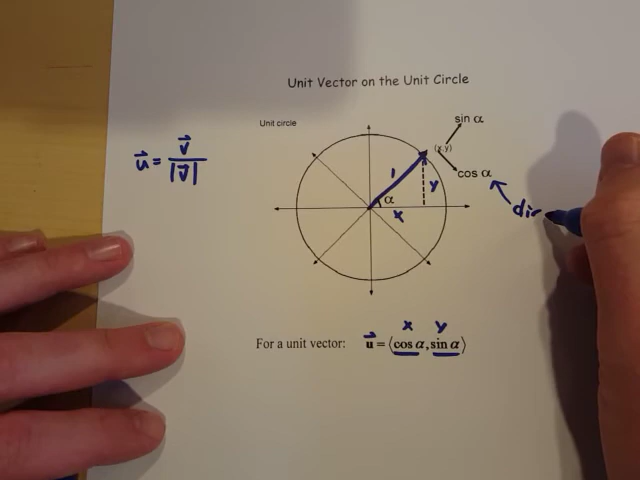 Unit Vector on the Unit Circle
Unit circle
sin α
(x,y)
cos α
u⃗ = v⃗ / |v⃗|
1
y
α
x
dir
x y
For a unit vector: u⃗ = ⟨cos α, sin α⟩